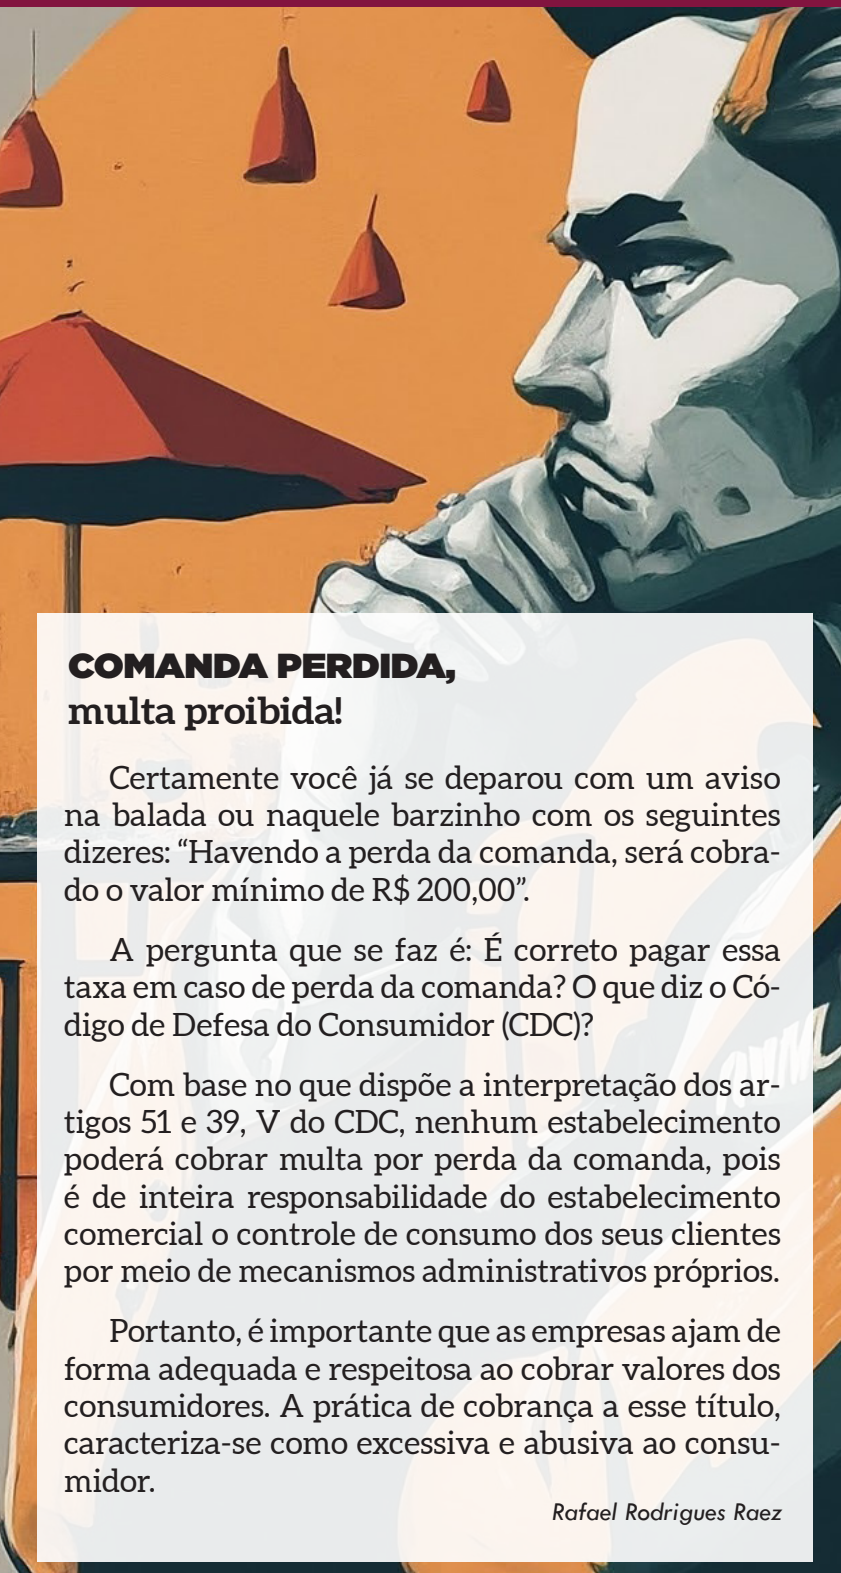 COMANDA PERDIDA,
multa proibida!
Certamente você já se deparou com um aviso
na balada ou naquele barzinho com os seguintes
dizeres: “Havendo a perda da comanda, será cobra-
do o valor mínimo de R$ 200,00”.
A pergunta que se faz é: É correto pagar essa
taxa em caso de perda da comanda? O que diz o Có-
digo de Defesa do Consumidor (CDC)?
Com base no que dispõe a interpretação dos ar-
tigos 51 e 39, V do CDC, nenhum estabelecimento
poderá cobrar multa por perda da comanda, pois
é de inteira responsabilidade do estabelecimento
comercial o controle de consumo dos seus clientes
por meio de mecanismos administrativos próprios.
Portanto, é importante que as empresas ajam de
forma adequada e respeitosa ao cobrar valores dos
consumidores. A prática de cobrança a esse título,
caracteriza-se como excessiva e abusiva ao consu-
midor.
Rafael Rodrigues Raez